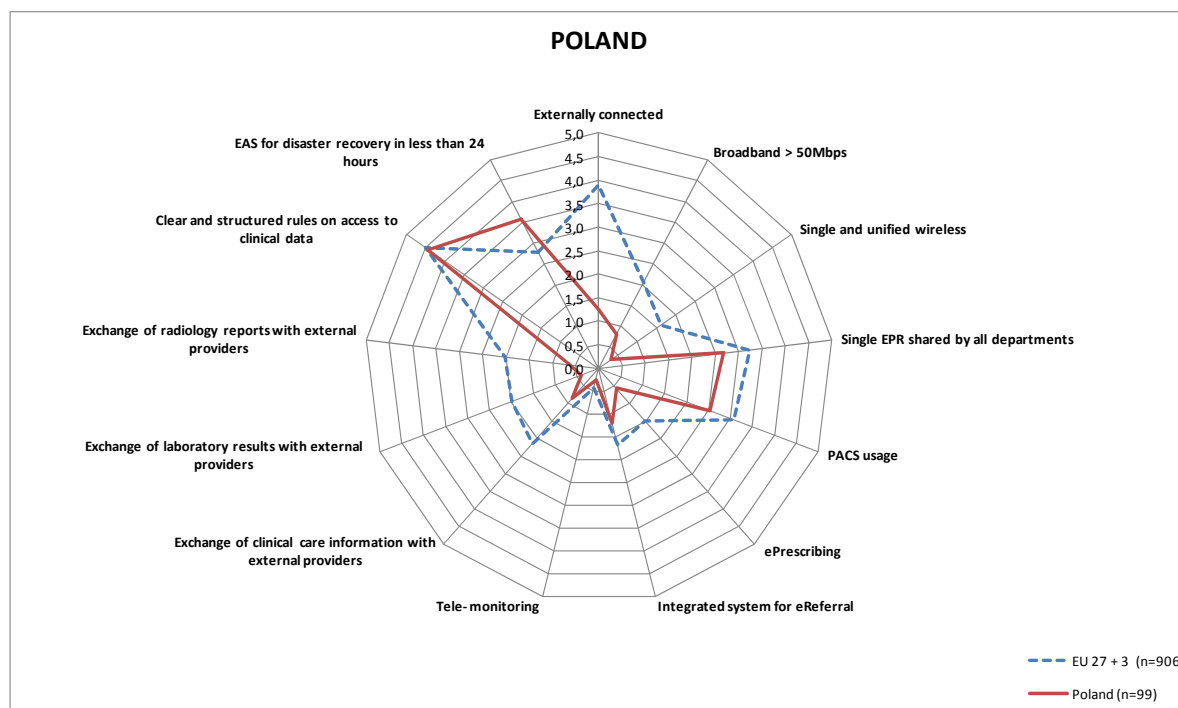 POLAND
Externally connected
EAS for disaster recovery in less than 24
hours
Broadband > 50Mbps
Clear and structured rules on access to
clinical data
Single and unified wireless
Exchange of radiology reports with external
providers
Single EPR shared by all departments
Exchange of laboratory results with external
providers
PACS usage
Exchange of clinical care information with
external providers
ePrescribing
Tele- monitoring
Integrated system for eReferral
5,0
4,5
4,0
3,5
3,0
2,5
2,0
1,5
1,0
0,5
0,0
EU 27 + 3 (n=906
Poland (n=99)